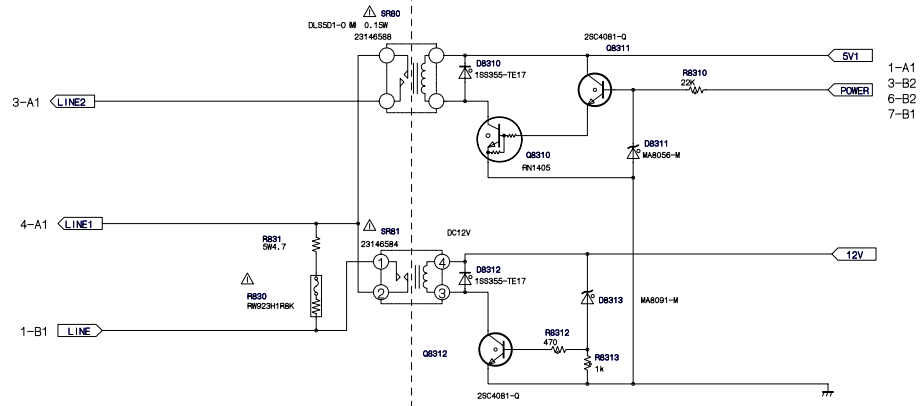 SR80
DLS5D1-O M 0.15W
23146588
2SC4081-Q
Q8311
D8310
1SS355-TE17
5V1
1-A1
R8310
22K
3-B2
POWER
6-B2
3-A1
LINE2
7-B1
D8311
MA8056-M
Q8310
RN1405
4-A1
LINE1
SR81
23146584
DC12V
R831
5W4.7
12V
1
4
D8312
1SS355-TE17
2
3
R830
RW923H1R8K
D8313
MA8091-M
1-B1
LINE
R8312
470
Q8312
R8313
1k
2SC4081-Q